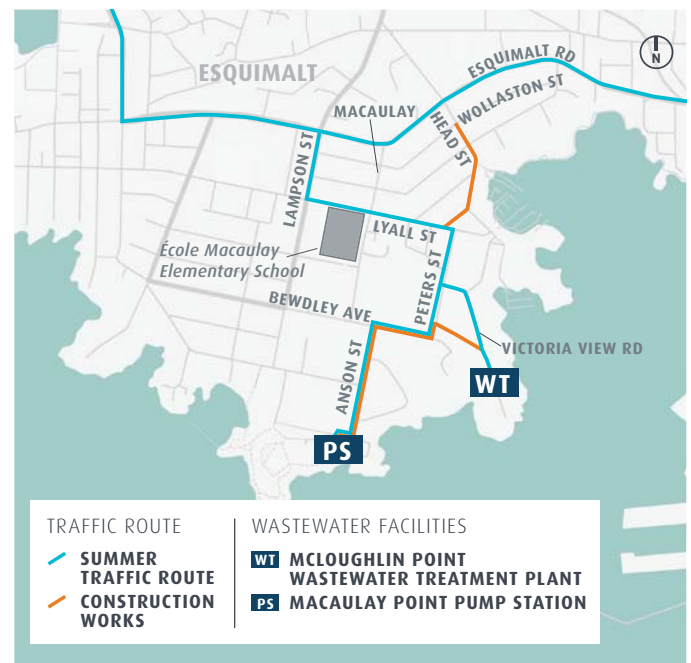 ESQUIMALT
ESQUIMALT RD
N
WOLLASTON ST
MACAULAY
HEAD ST
LAMPSON ST
LYALL ST
École Macaulay
Elementary School
PETERS ST
BEWDLEY AVE
VICTORIA VIEW RD
ANSON ST
WT
PS
TRAFFIC ROUTE
SUMMER
TRAFFIC ROUTE
CONSTRUCTION
WORKS
WASTEWATER FACILITIES
WT MCLOUGHLIN POINT
WASTEWATER TREATMENT PLANT
PS MACAULAY POINT PUMP STATION